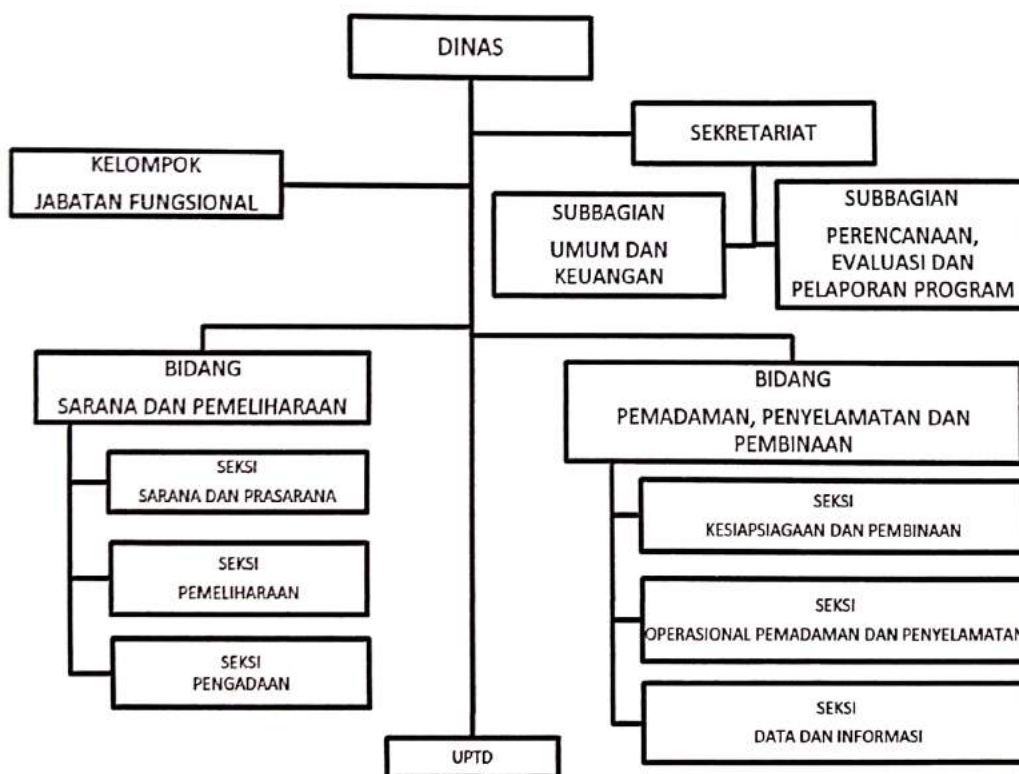 DINAS
SEKRETARIAT
KELOMPOK
JABATAN FUNGSIONAL
SUBBAGIAN
UMUM DAN
KEUANGAN
SUBBAGIAN
PERENCANAAN,
EVALUASI DAN
PELAPORAN PROGRAM
BIDANG
SARANA DAN PEMELIHARAAN
SEKSI
SARANA DAN PRASARANA
SEKSI
PEMELIHARAAN
SEKSI
PENGADAAN
BIDANG
PEMADAMAN, PENYELAMATAN DAN
PEMBINAAN
SEKSI
KESIAPSIAGAAN DAN PEMBINAAN
SEKSI
OPERASIONAL PEMADAMAN DAN PENYELAMATAN
SEKSI
DATA DAN INFORMASI
UPTD